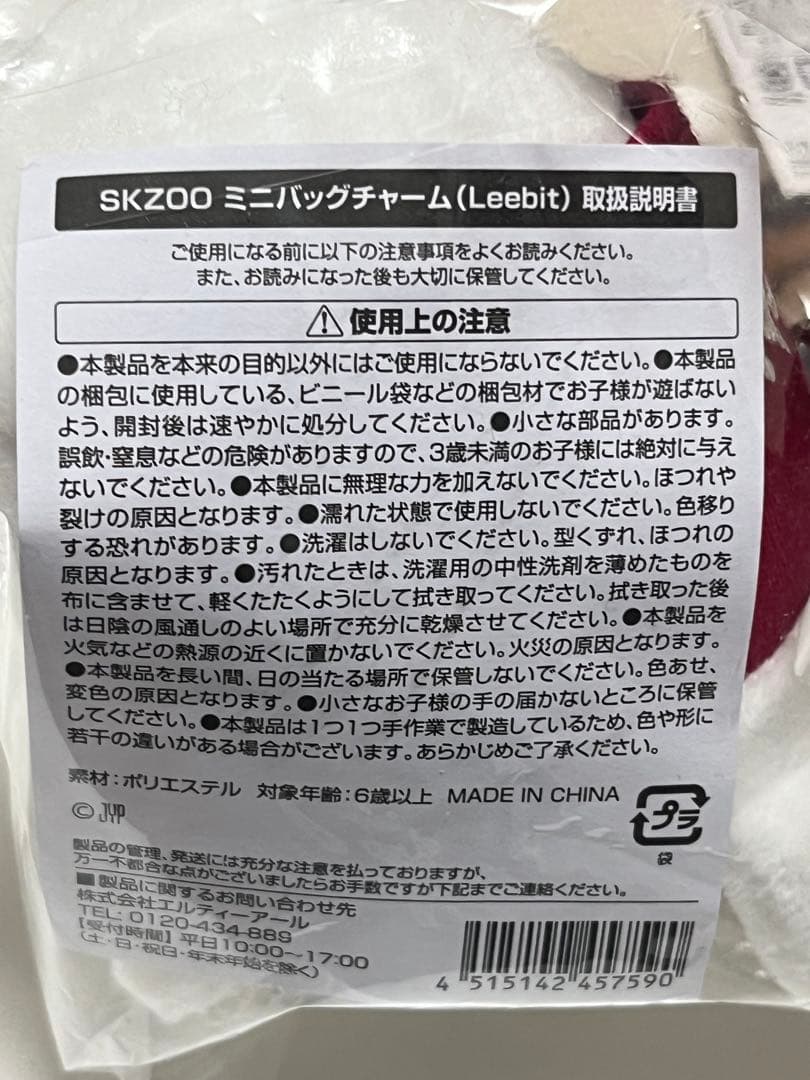 SKZOO ミニバッグチャーム(Leebit) 取扱説明書
ご使用になる前に以下の注意事項をよくお読みください。
また、お読みになった後も大切に保管してください。
使用上の注意
●本製品を本来の目的以外にはご使用にならないでください。●本製品
の梱包に使用している、ビニール袋などの梱包材でお子様が遊ばない
よう、開封後は速やかに処分してください。●小さな部品があります。
誤飲・窒息などの危険がありますので、3歳未満のお子様には絶対に与え
ないでください。●本製品に無理な力を加えないでください。ほつれや
裂けの原因となります。●濡れた状態で使用しないでください。色移り
する恐れがあります。●洗濯はしないでください。型くずれ、ほつれの
原因となります。●汚れたときは、洗濯用の中性洗剤を薄めたものを
布に含ませて、軽くたたくようにして拭き取ってください。拭き取った後
は日陰の風通しのよい場所で充分に乾燥させてください。●本製品を
火気などの熱源の近くに置かないでください。火災の原因となります。
●本製品を長い間、日の当たる場所で保管しないでください。色あせ、
変色の原因となります。●小さなお子様の手の届かないところに保管
してください。●本製品は1つ1つ手作業で製造しているため、色や形に
若干の違いがある場合がございます。あらかじめご了承ください。
素材:ポリエステル 対象年齢:6歳以上 MADE IN CHINA
© JYP
プラ
袋
製品の管理、発送には充分な注意を払っておりますが、
万一不都合な点がございましたらお手数ですが下記までご連絡ください。
■製品に関するお問い合わせ先
株式会社エルティーアール
TEL: 0120-434-889
[受付時間] 平日10:00〜17:00
(土・日・祝日・年末年始を除く)
4 515142 457590